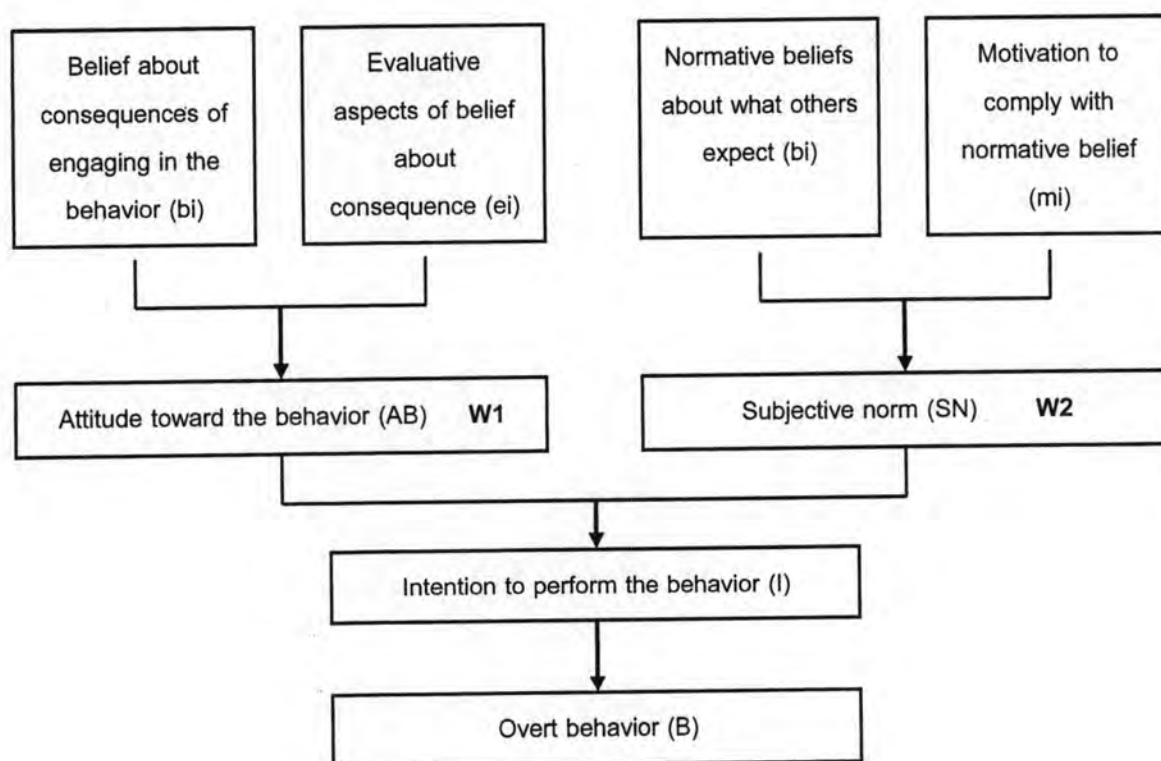 Belief about
consequences of
engaging in the
behavior (bi)
Evaluative
aspects of belief
about
consequence (ei)
Normative beliefs
about what others
expect (bi)
Motivation to
comply with
normative belief
(mi)
Attitude toward the behavior (AB) W1
Subjective norm (SN) W2
Intention to perform the behavior (I)
Overt behavior (B)